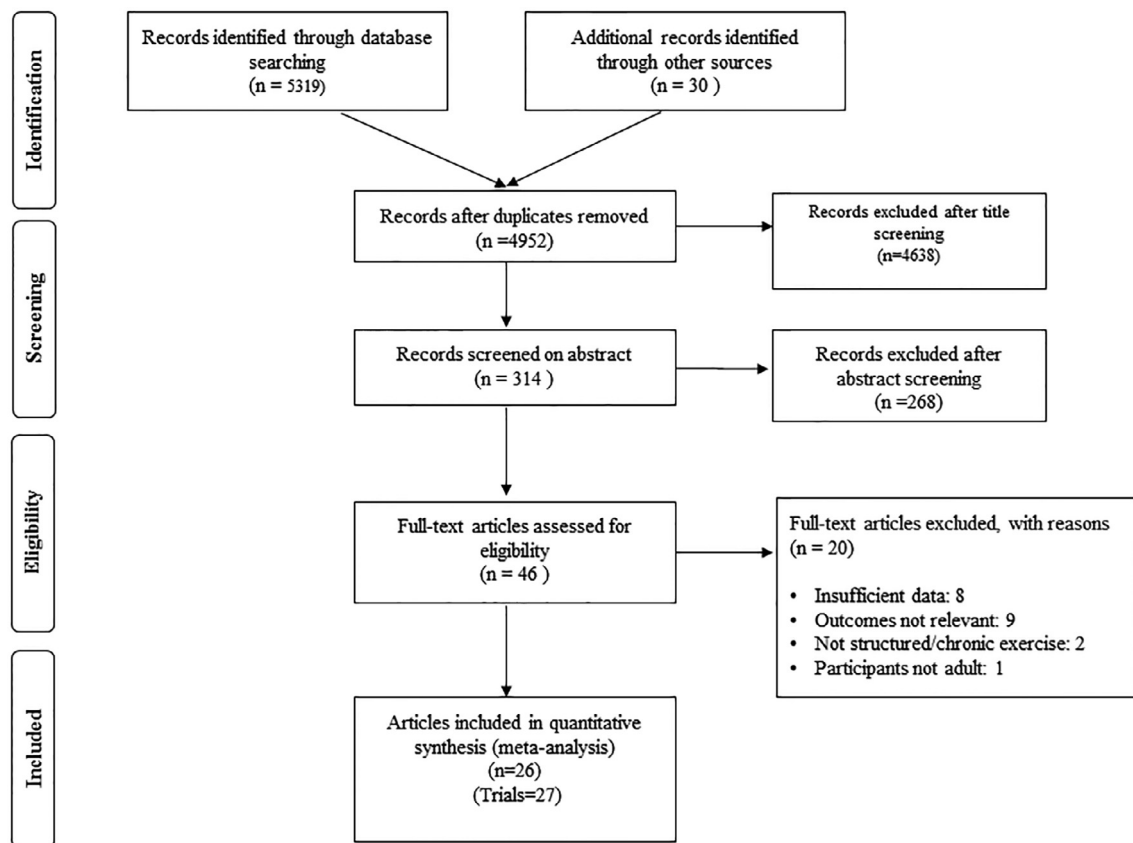 Identification
Records identified through database
searching
(n = 5319)
Additional records identified
through other sources
(n = 30 )
Records after duplicates removed
(n =4952)
Records excluded after title
screening
(n=4638)
Screening
Records screened on abstract
(n = 314 )
Records excluded after
abstract screening
(n =268)
Eligibility
Full-text articles assessed for
eligibility
(n = 46 )
Full-text articles excluded, with reasons
(n = 20)
• Insufficient data: 8
• Outcomes not relevant: 9
• Not structured/chronic exercise: 2
• Participants not adult: 1
Included
Articles included in quantitative
synthesis (meta-analysis)
(n=26)
(Trials=27)